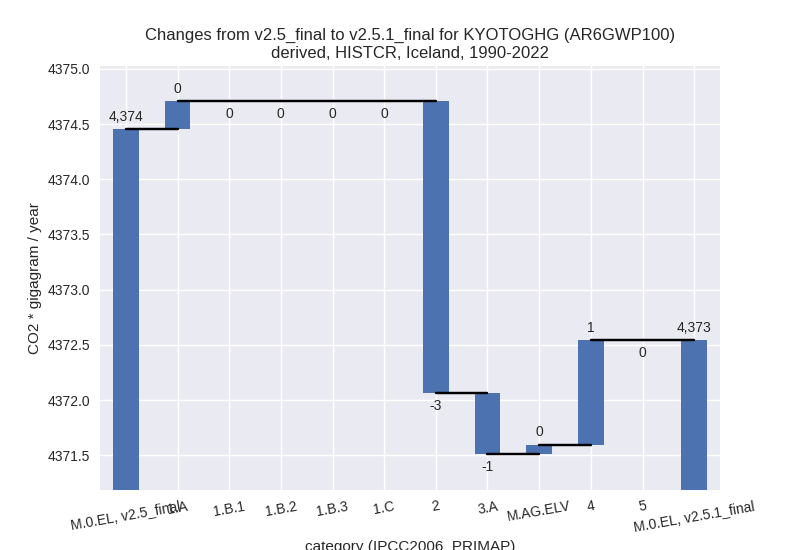 Changes from v2.5_final to v2.5.1_final for KYOTOGHG (AR6GWP100)
derived, HISTCR, Iceland, 1990-2022
4375.0
4374.5
4374.0
4373.5
4373.0
4372.5
4372.0
4371.5
CO2 * gigagram / year
4,374
0
0
0
0
0
-3
-1
0
1
0
4,373
M.0.EL, v2.5_final
1.A
1.B.1
1.B.2
1.B.3
1.C
2
3.A
M.AG.ELV
4
5
M.0.EL, v2.5.1_final
category (IPCC2006_PRIMAP)